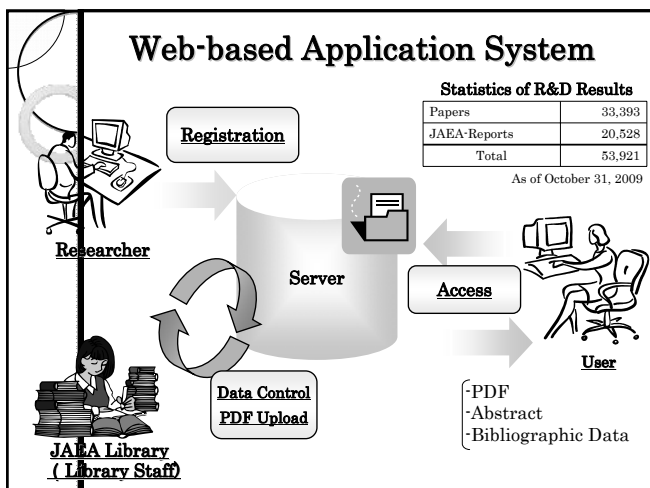 Web-based Application System
Statistics of R&D Results
Papers 33,393
JAEA-Reports 20,528
Total 53,921
As of October 31, 2009
Registration
Researcher
Server
Access
User
Data Control
PDF Upload
JAEA Library
( Library Staff)
-PDF
-Abstract
-Bibliographic Data